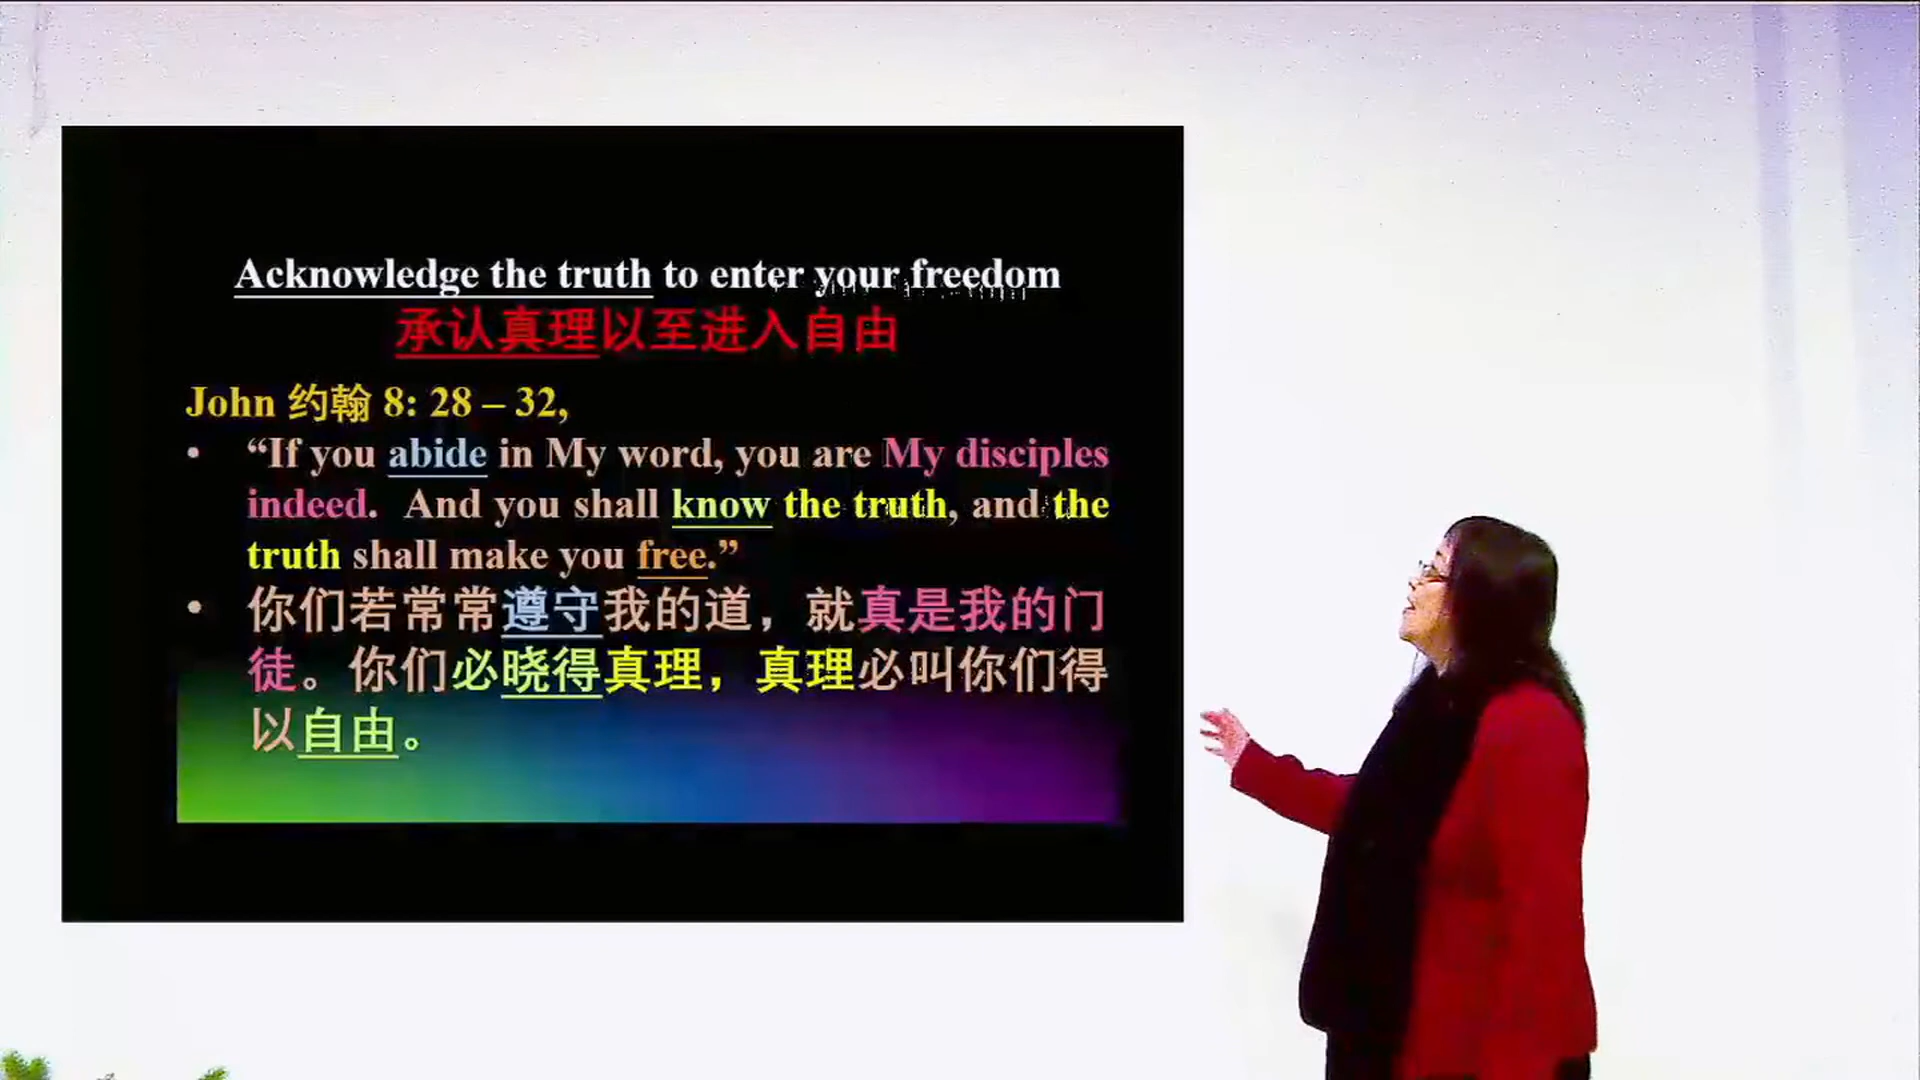 Acknowledge the truth to enter your freedom
承认真理以至进入自由
John 约翰 8: 28 – 32,
• “If you abide in My word, you are My disciples
indeed.  And you shall know the truth, and the
truth shall make you free.”
• 你们若常常遵守我的道，就真是我的门
徒。你们必晓得真理，真理必叫你们得
以自由。